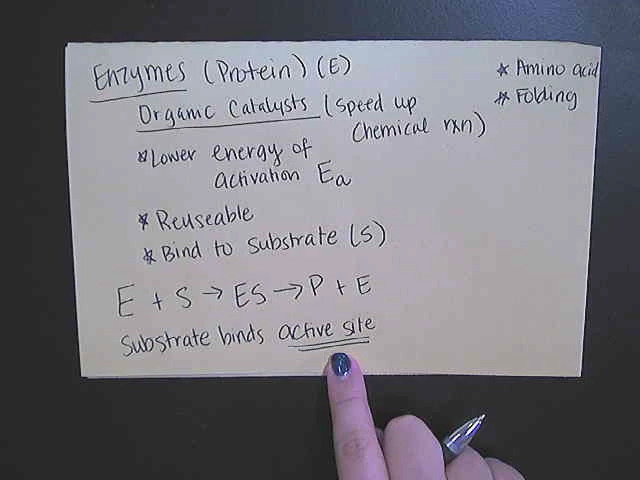 Enzymes (Protein) (E)
* Amino acid
* Folding
Organic Catalysts (speed up
Chemical rxn)
* Lower energy of
activation Ea
* Reuseable
* Bind to substrate (S)
E + S → ES → P + E
Substrate binds active site